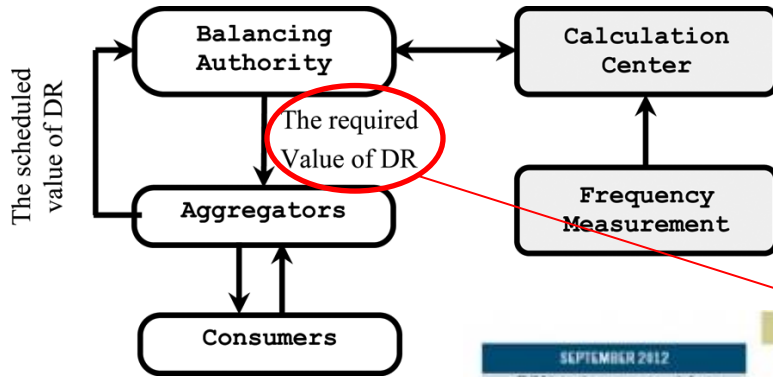 Balancing
Authority
Calculation
Center
The scheduled
value of DR
The required
Value of DR
Aggregators
Frequency
Measurement
Consumers
SEPTEMBER 2012